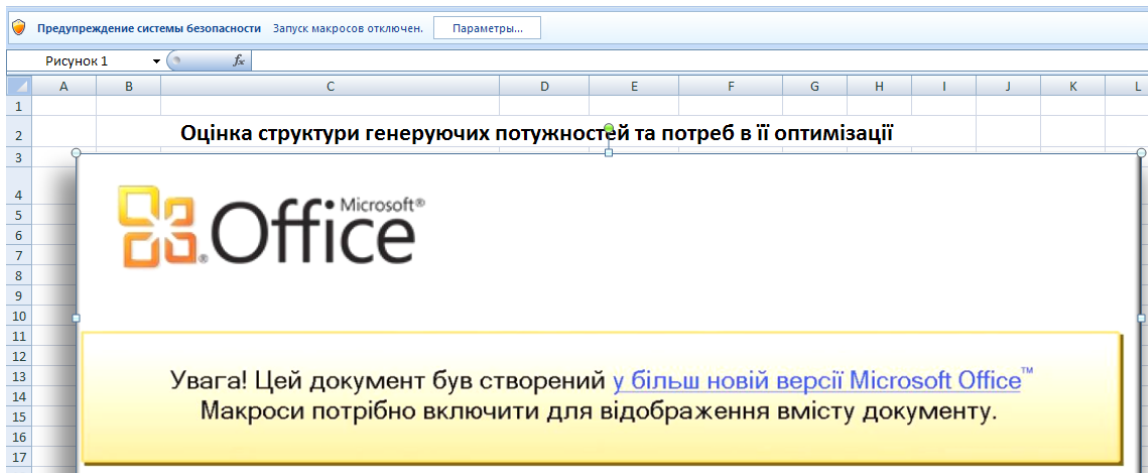 Предупреждение системы безопасности Запуск макросов отключен. Параметры...
Рисунок 1 fx
A B C D E F G H I J K L
1
2 Оцінка структури генеруючих потужностей та потреб в її оптимізації
3
4
5
6
7
8
9
10
11
12
13
14
15
16
17
Microsoft®
Office
Увага! Цей документ був створений у більш новій версії Microsoft Office™
Макроси потрібно включити для відображення вмісту документу.